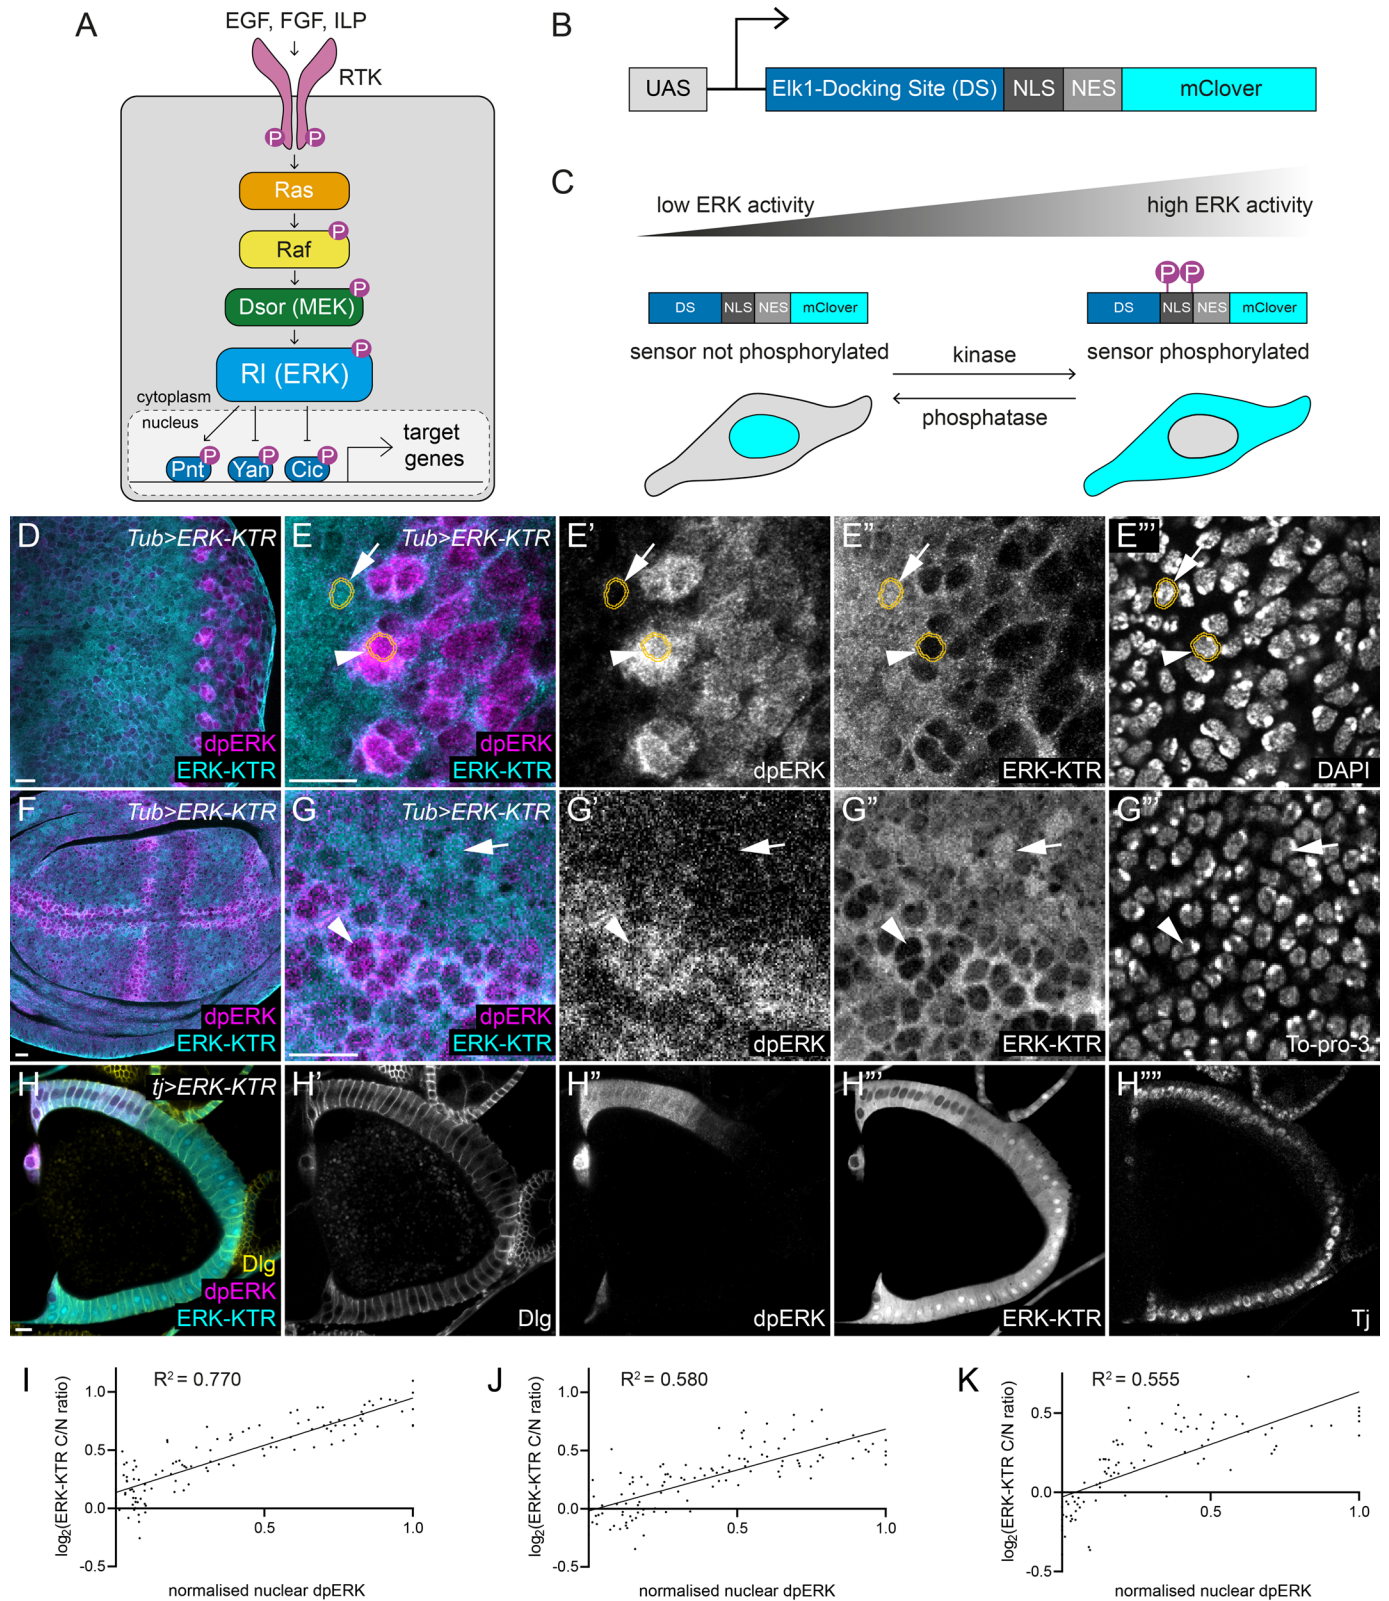 A
EGF, FGF, ILP
RTK
P P
Ras
Raf
P
Dsor (MEK)
P
Rl (ERK)
P
cytoplasm
nucleus
target
genes
Pnt P Yan P Cic P
B
UAS
Elk1-Docking Site (DS) NLS NES mClover
C
low ERK activity
high ERK activity
P P
DS NLS NES mClover
DS NLS NES mClover
sensor not phosphorylated
kinase
sensor phosphorylated
phosphatase
D Tub>ERK-KTR
dpERK
ERK-KTR
E Tub>ERK-KTR
dpERK
ERK-KTR
E'
dpERK
E''
ERK-KTR
E'''
DAPI
F Tub>ERK-KTR
dpERK
ERK-KTR
G Tub>ERK-KTR
dpERK
ERK-KTR
G'
dpERK
G''
ERK-KTR
G'''
To-pro-3
H tj>ERK-KTR
Dlg
dpERK
ERK-KTR
H'
Dlg
H''
dpERK
H'''
ERK-KTR
H''''
Tj
I
R² = 0.770
log₂(ERK-KTR C/N ratio)
1.0
0.5
0.0
-0.5
0.5 1.0
normalised nuclear dpERK
J
R² = 0.580
log₂(ERK-KTR C/N ratio)
1.0
0.5
0.0
-0.5
0.5 1.0
normalised nuclear dpERK
K
R² = 0.555
log₂(ERK-KTR C/N ratio)
0.5
0.0
-0.5
0.5 1.0
normalised nuclear dpERK